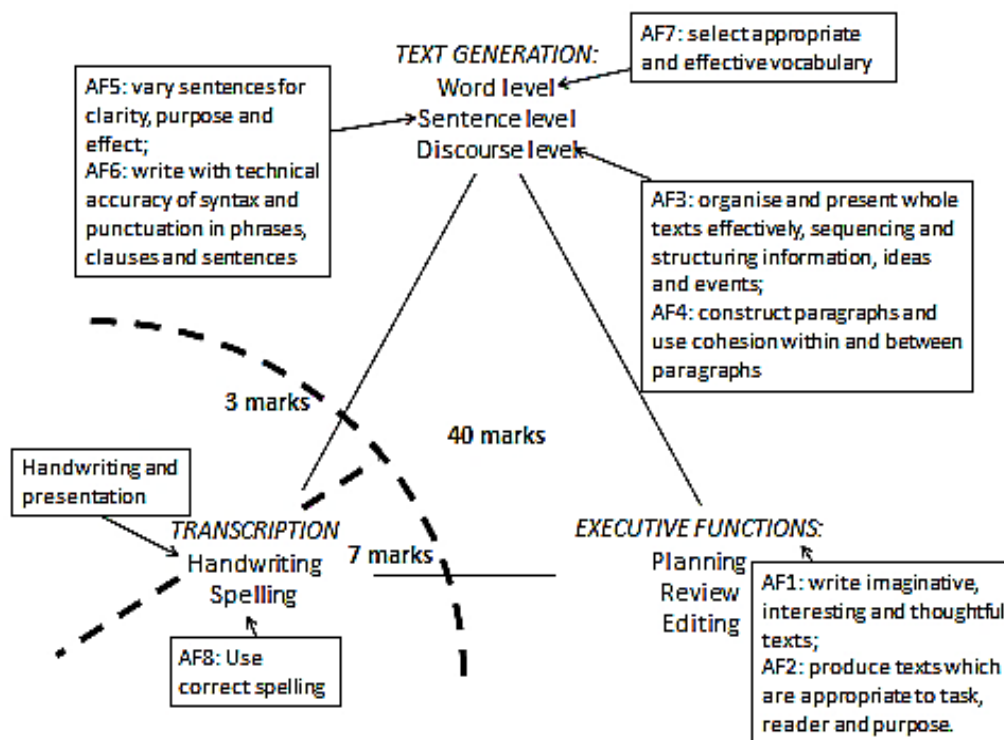 AF7: select appropriate
and effective vocabulary
TEXT GENERATION:
Word level
Sentence level
Discourse level
AF5: vary sentences for
clarity, purpose and
effect;
AF6: write with technical
accuracy of syntax and
punctuation in phrases,
clauses and sentences
AF3: organise and present whole
texts effectively, sequencing and
structuring information, ideas
and events;
AF4: construct paragraphs and
use cohesion within and between
paragraphs
3 marks
40 marks
Handwriting and
presentation
TRANSCRIPTION
Handwriting
Spelling
7 marks
EXECUTIVE FUNCTIONS:
Planning
Review
Editing
AF8: Use
correct spelling
AF1: write imaginative,
interesting and thoughtful
texts;
AF2: produce texts which
are appropriate to task,
reader and purpose.